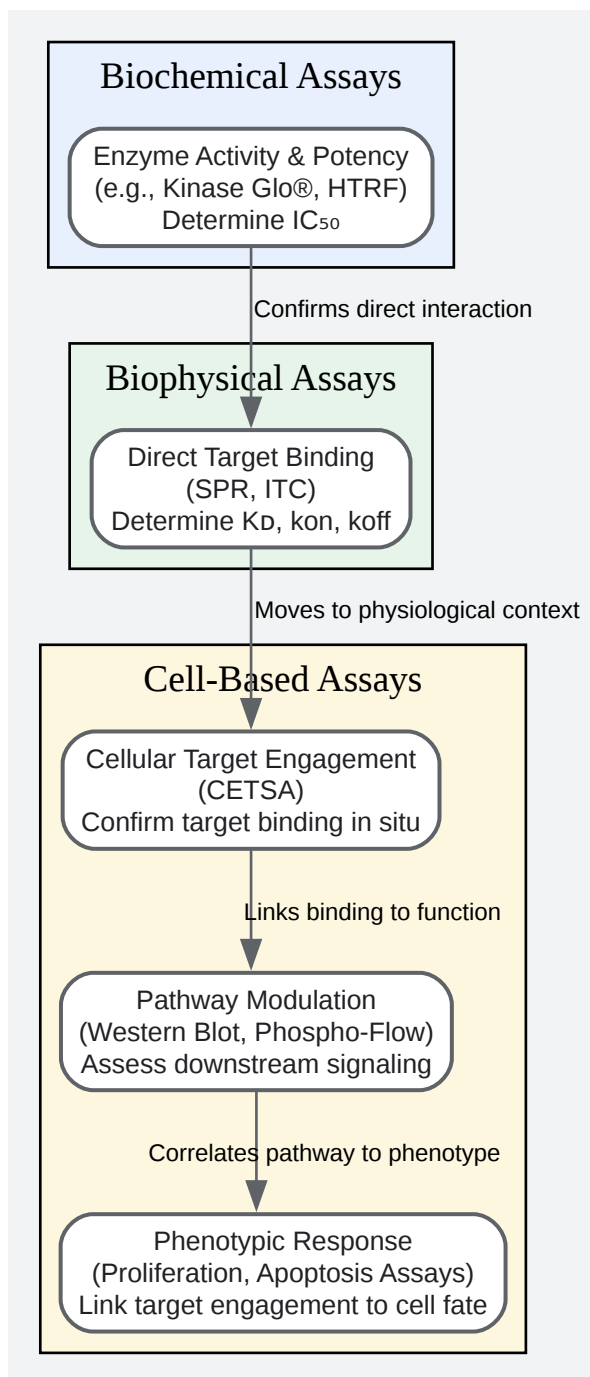 Biochemical Assays
Enzyme Activity & Potency
(e.g., Kinase Glo®, HTRF)
Determine IC₅₀
Confirms direct interaction
Biophysical Assays
Direct Target Binding
(SPR, ITC)
Determine Kᴅ, kon, koff
Moves to physiological context
Cell-Based Assays
Cellular Target Engagement
(CETSA)
Confirm target binding in situ
Links binding to function
Pathway Modulation
(Western Blot, Phospho-Flow)
Assess downstream signaling
Correlates pathway to phenotype
Phenotypic Response
(Proliferation, Apoptosis Assays)
Link target engagement to cell fate